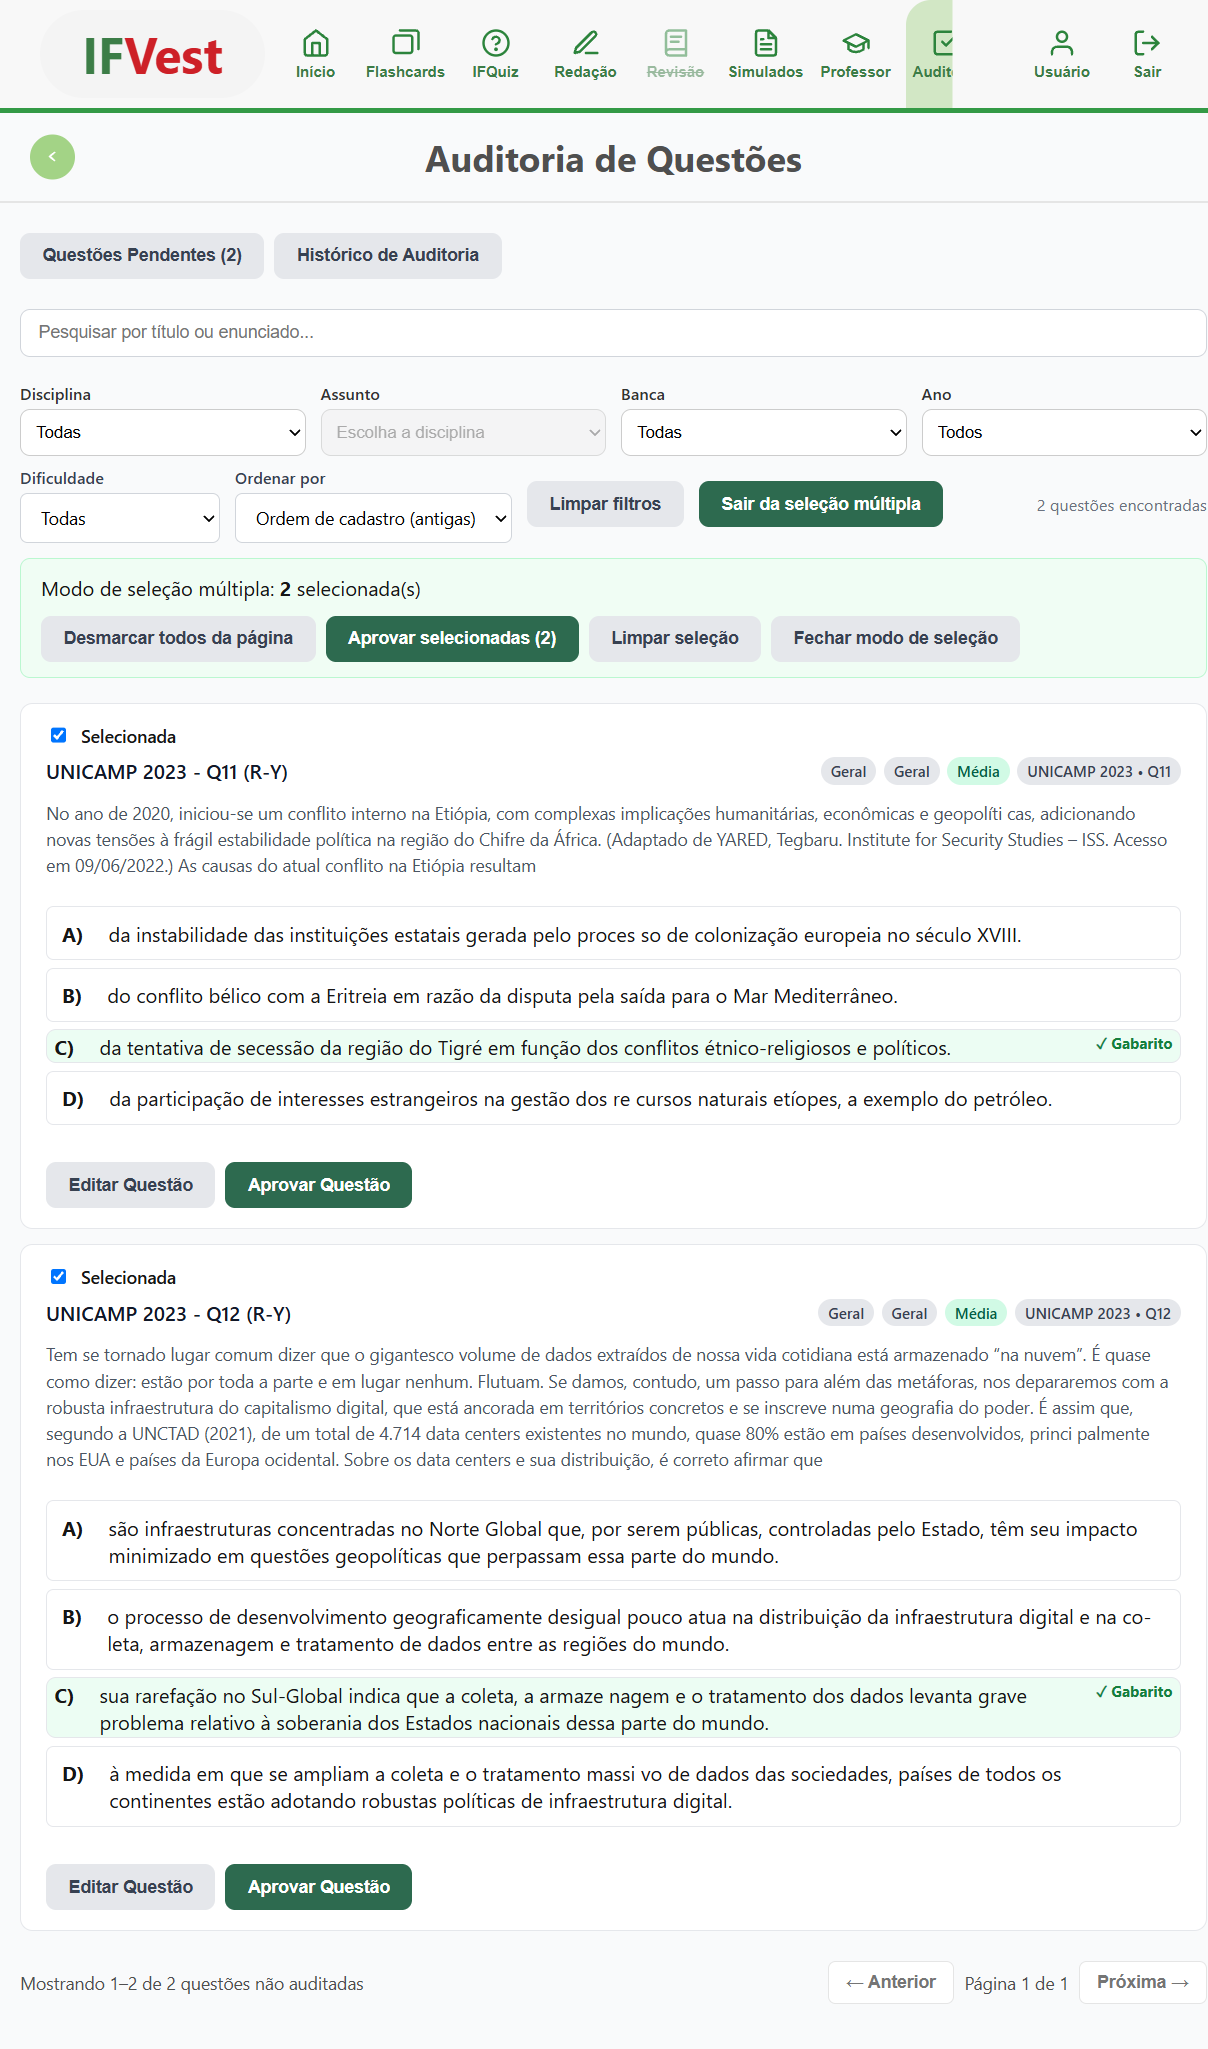 IFVest
Início
Flashcards
IFQuiz
Redação
Revisão
Simulados
Professor
Audit
Usuário
Sair
Auditoria de Questões
Questões Pendentes (2)
Histórico de Auditoria
Pesquisar por título ou enunciado...
Disciplina
Assunto
Banca
Ano
Todas
Escolha a disciplina
Todas
Todos
Dificuldade
Ordenar por
Todas
Ordem de cadastro (antigas)
Limpar filtros
Sair da seleção múltipla
2 questões encontradas
Modo de seleção múltipla: 2 selecionada(s)
Desmarcar todos da página
Aprovar selecionadas (2)
Limpar seleção
Fechar modo de seleção
Selecionada
UNICAMP 2023 - Q11 (R-Y)
Geral
Geral
Média
UNICAMP 2023 • Q11
No ano de 2020, iniciou-se um conflito interno na Etiópia, com complexas implicações humanitárias, econômicas e geopolíti cas, adicionando
novas tensões à frágil estabilidade política na região do Chifre da África. (Adaptado de YARED, Tegbaru. Institute for Security Studies – ISS. Acesso
em 09/06/2022.) As causas do atual conflito na Etiópia resultam
A) da instabilidade das instituições estatais gerada pelo proces so de colonização europeia no século XVIII.
B) do conflito bélico com a Eritreia em razão da disputa pela saída para o Mar Mediterrâneo.
C) da tentativa de secessão da região do Tigré em função dos conflitos étnico-religiosos e políticos.
✓ Gabarito
D) da participação de interesses estrangeiros na gestão dos re cursos naturais etíopes, a exemplo do petróleo.
Editar Questão
Aprovar Questão
Selecionada
UNICAMP 2023 - Q12 (R-Y)
Geral
Geral
Média
UNICAMP 2023 • Q12
Tem se tornado lugar comum dizer que o gigantesco volume de dados extraídos de nossa vida cotidiana está armazenado “na nuvem”. É quase
como dizer: estão por toda a parte e em lugar nenhum. Flutuam. Se damos, contudo, um passo para além das metáforas, nos depararemos com a
robusta infraestrutura do capitalismo digital, que está ancorada em territórios concretos e se inscreve numa geografia do poder. É assim que,
segundo a UNCTAD (2021), de um total de 4.714 data centers existentes no mundo, quase 80% estão em países desenvolvidos, princi palmente
nos EUA e países da Europa ocidental. Sobre os data centers e sua distribuição, é correto afirmar que
A) são infraestruturas concentradas no Norte Global que, por serem públicas, controladas pelo Estado, têm seu impacto
minimizado em questões geopolíticas que perpassam essa parte do mundo.
B) o processo de desenvolvimento geograficamente desigual pouco atua na distribuição da infraestrutura digital e na co-
leta, armazenagem e tratamento de dados entre as regiões do mundo.
C) sua rarefação no Sul-Global indica que a coleta, a armaze nagem e o tratamento dos dados levanta grave
problema relativo à soberania dos Estados nacionais dessa parte do mundo.
✓ Gabarito
D) à medida em que se ampliam a coleta e o tratamento massi vo de dados das sociedades, países de todos os
continentes estão adotando robustas políticas de infraestrutura digital.
Editar Questão
Aprovar Questão
Mostrando 1–2 de 2 questões não auditadas
← Anterior
Página 1 de 1
Próxima →